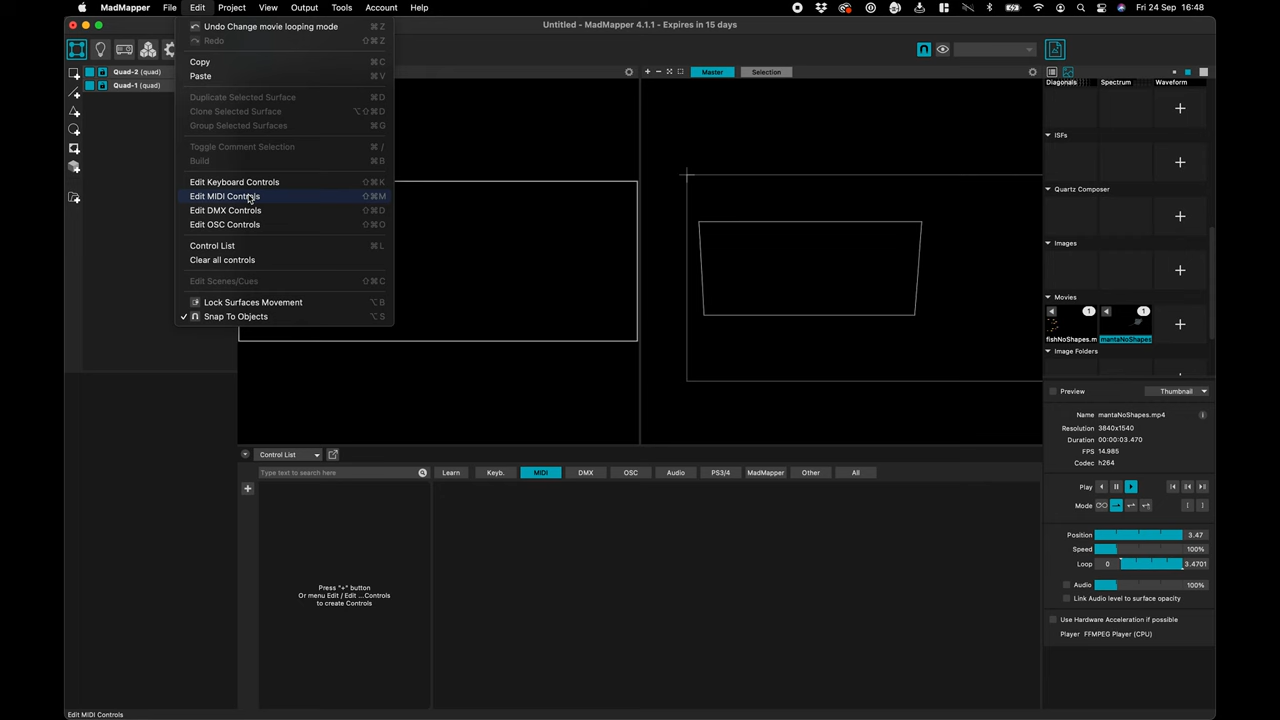 MadMapper File Edit Project View Output Tools Account Help Fri 24 Sep 16:48
Untitled - MadMapper 4.1.1 - Expires in 15 days
Undo Change movie looping mode ⌘Z
Redo ⇧⌘Z
Copy ⌘C
Paste ⌘V
Duplicate Selected Surface ⌘D
Clone Selected Surface ⌥⇧⌘D
Group Selected Surfaces ⌘G
Toggle Comment Selection ⌘/
Build ⌘B
Edit Keyboard Controls ⇧⌘K
Edit MIDI Controls ⇧⌘M
Edit DMX Controls ⇧⌘D
Edit OSC Controls ⇧⌘O
Control List ⌘L
Clear all controls
Edit Scenes/Cues ⇧⌘C
Lock Surfaces Movement ⌥B
✓ Snap To Objects ⌥S
Quad-2 (quad)
Quad-1 (quad)
Master Selection
Diagonals Spectrum Waveform
ISFs
Quartz Composer
Images
Movies
1 1
fishNoShapes.m mantaNoShapes
Image Folders
Preview Thumbnail
Name mantaNoShapes.mp4
Resolution 3840x1540
Duration 00:00:03.470
FPS 14.985
Codec h264
Play
Mode
Position 3.47
Speed 100%
Loop 0 3.4701
Audio 100%
Link Audio level to surface opacity
Use Hardware Acceleration if possible
Player FFMPEG Player (CPU)
Control List
Type text to search here Learn Keyb. MIDI DMX OSC Audio PS3/4 MadMapper Other All
Press "+" button
Or menu Edit / Edit ...Controls
to create Controls
Edit MIDI Controls